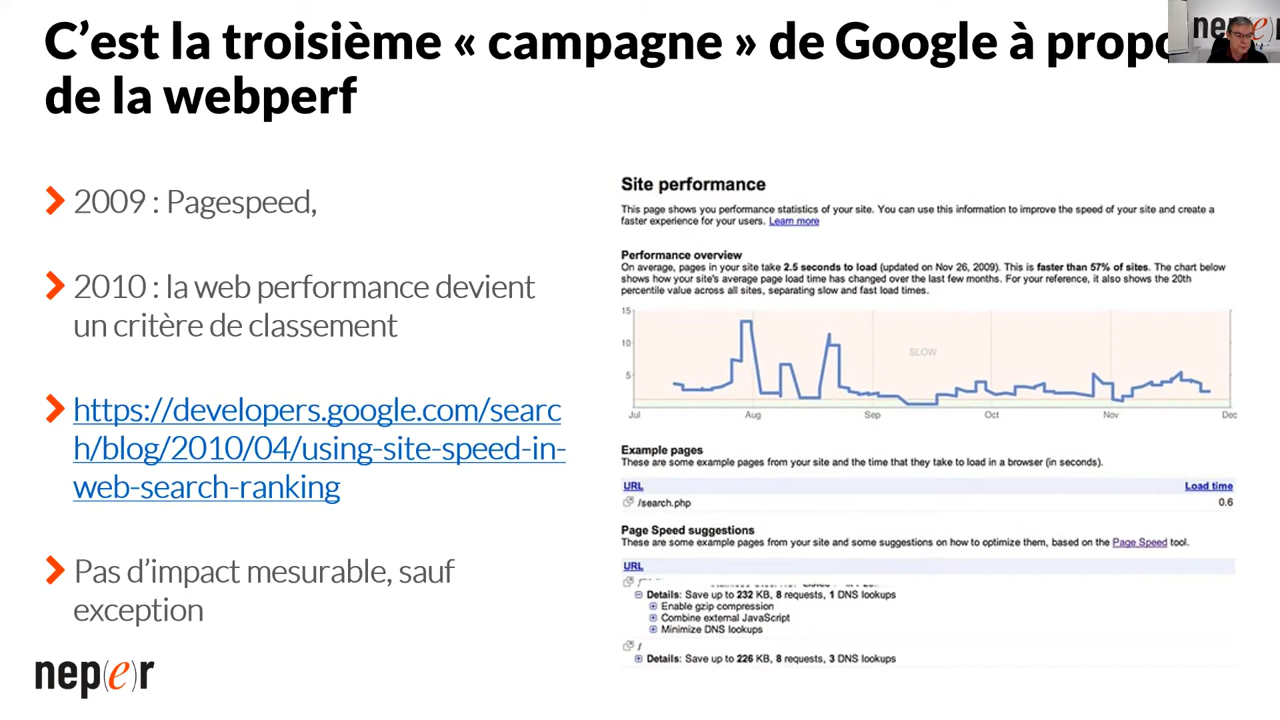 C’est la troisième « campagne » de Google à propo
de la webperf
2009 : Pagespeed,
2010 : la web performance devient
un critère de classement
https://developers.google.com/searc
h/blog/2010/04/using-site-speed-in-
web-search-ranking
Pas d’impact mesurable, sauf
exception
nep(e)r
Site performance
This page shows you performance statistics of your site. You can use this information to improve the speed of your site and create a
faster experience for your users. Learn more
Performance overview
On average, pages in your site take 2.5 seconds to load (updated on Nov 26, 2009). This is faster than 57% of sites. The chart below
shows how your site's average page load time has changed over the last few months. For your reference, it also shows the 20th
percentile value across all sites, separating slow and fast load times.
15
10
5
SLOW
Jul Aug Sep Oct Nov Dec
Example pages
These are some example pages from your site and the time that they take to load in a browser (in seconds).
URL Load time
/search.php 0.6
Page Speed suggestions
These are some example pages from your site and some suggestions on how to optimize them, based on the Page Speed tool.
URL
/
Details: Save up to 232 KB, 8 requests, 1 DNS lookups
Enable gzip compression
Combine external JavaScript
Minimize DNS lookups
/
Details: Save up to 226 KB, 8 requests, 3 DNS lookups